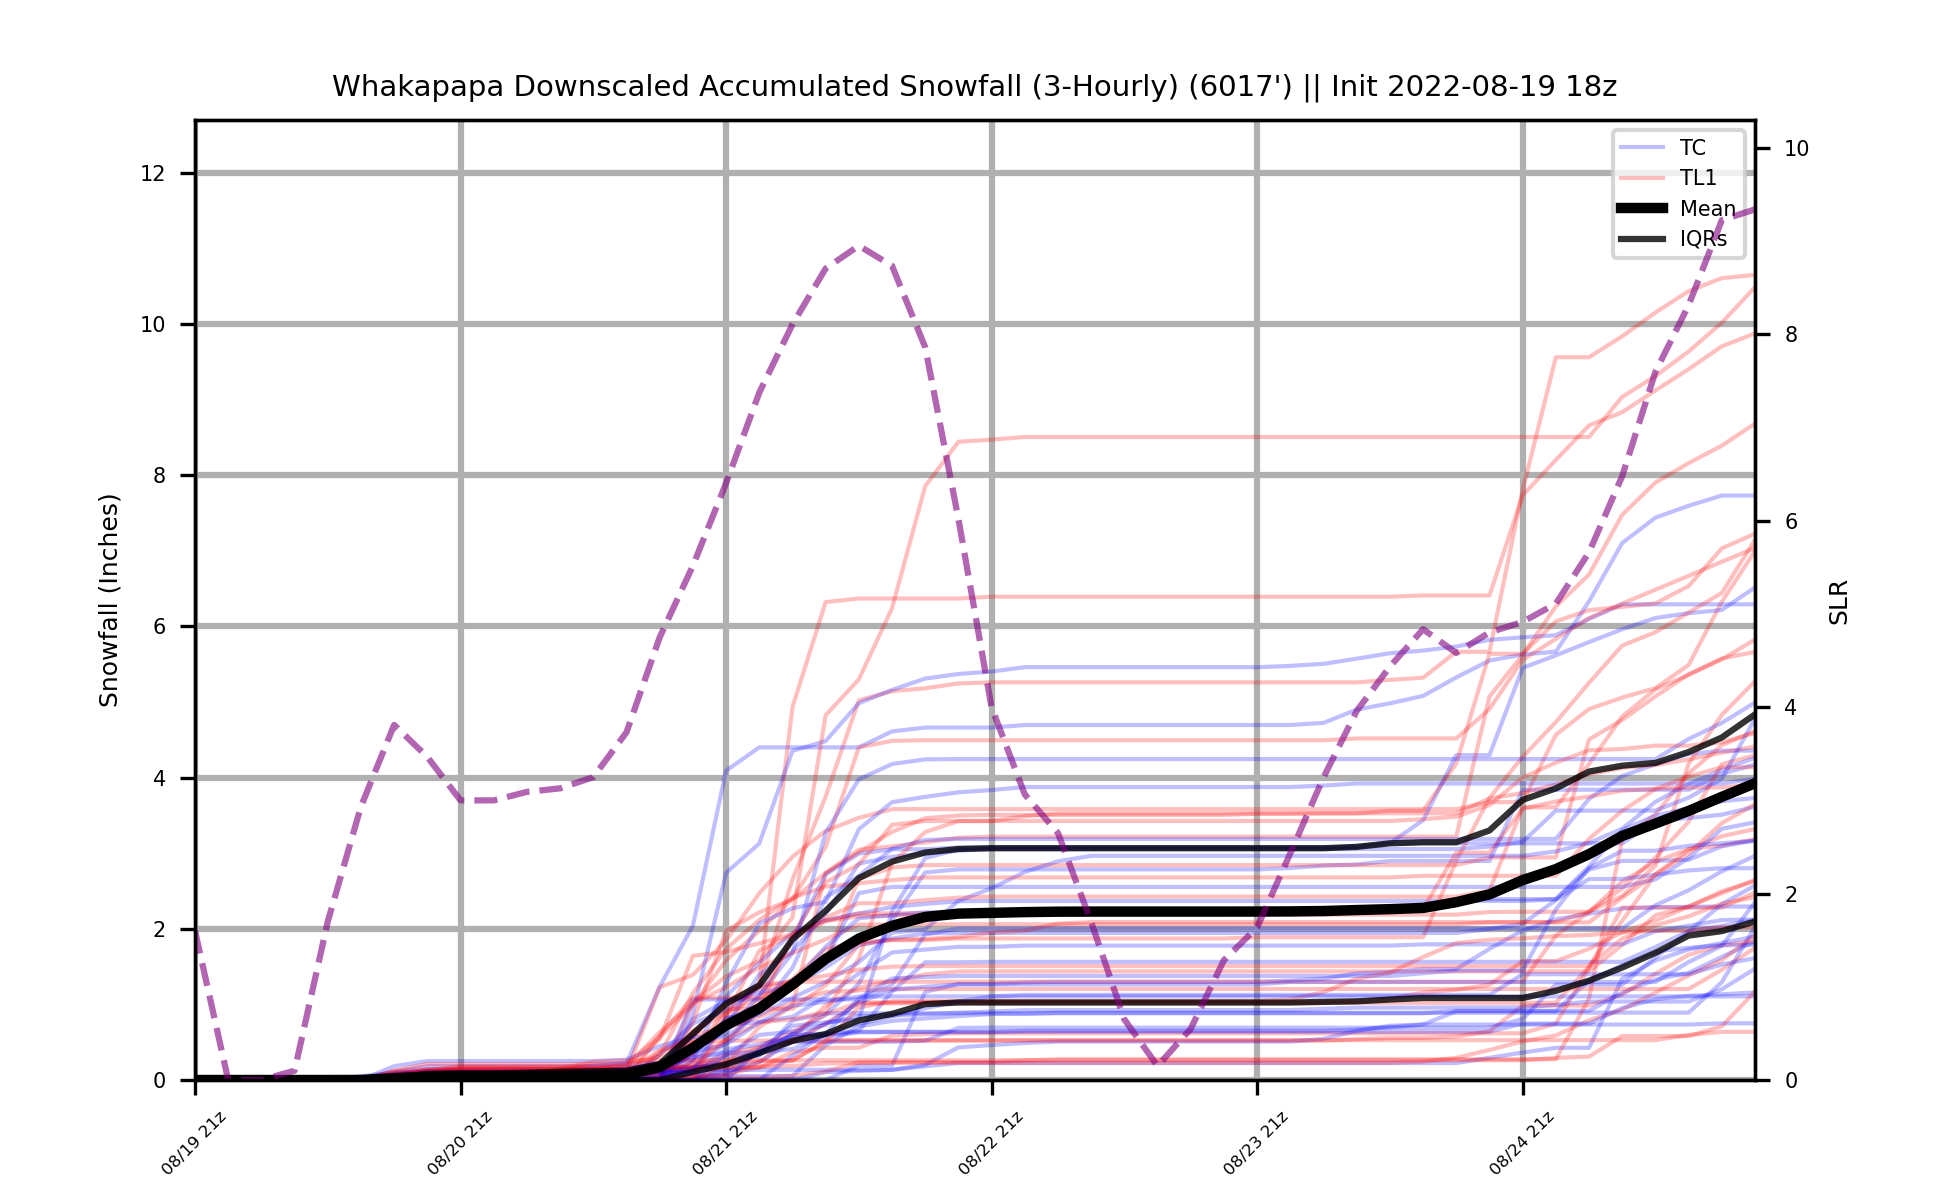 Whakapapa Downscaled Accumulated Snowfall (3-Hourly) (6017') || Init 2022-08-19 18z
TC
TL1
Mean
IQRs
12
10
8
6
4
2
0
Snowfall (Inches)
10
8
6
4
2
0
SLR
08/19 21z
08/20 21z
08/21 21z
08/22 21z
08/23 21z
08/24 21z